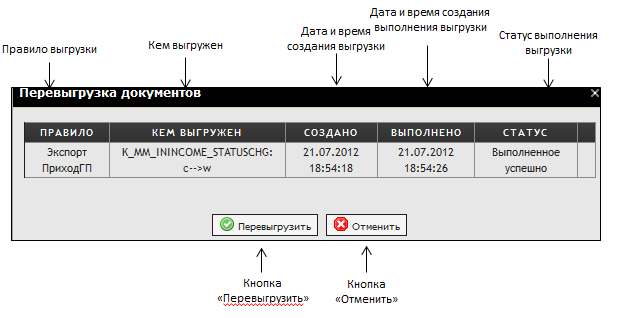 Дата и время создания
выполнения выгрузки
Дата и время
создания выгрузки
Статус выполнения
выгрузки
Правило выгрузки
Кем выгружен
Перевыгрузка документов
ПРАВИЛО КЕМ ВЫГРУЖЕН СОЗДАНО ВЫПОЛНЕНО СТАТУС
Экспорт K_MM_ININCOME_STATUSCHG: 21.07.2012 21.07.2012 Выполненное
ПриходГП c-->w 18:54:18 18:54:26 успешно
Перевыгрузить Отменить
Кнопка
«Перевыгрузить»
Кнопка
«Отменить»